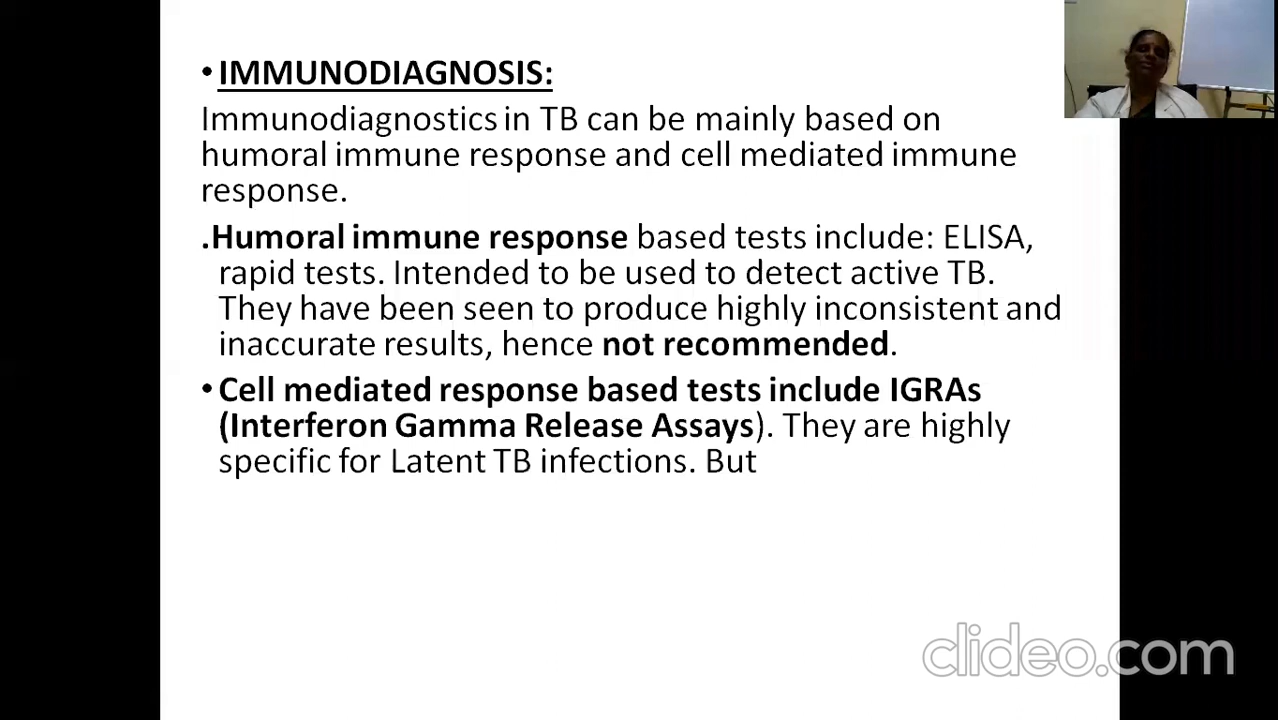 • IMMUNODIAGNOSIS:
Immunodiagnostics in TB can be mainly based on
humoral immune response and cell mediated immune
response.
.Humoral immune response based tests include: ELISA,
rapid tests. Intended to be used to detect active TB.
They have been seen to produce highly inconsistent and
inaccurate results, hence not recommended.
• Cell mediated response based tests include IGRAs
(Interferon Gamma Release Assays). They are highly
specific for Latent TB infections. But
clideo.com